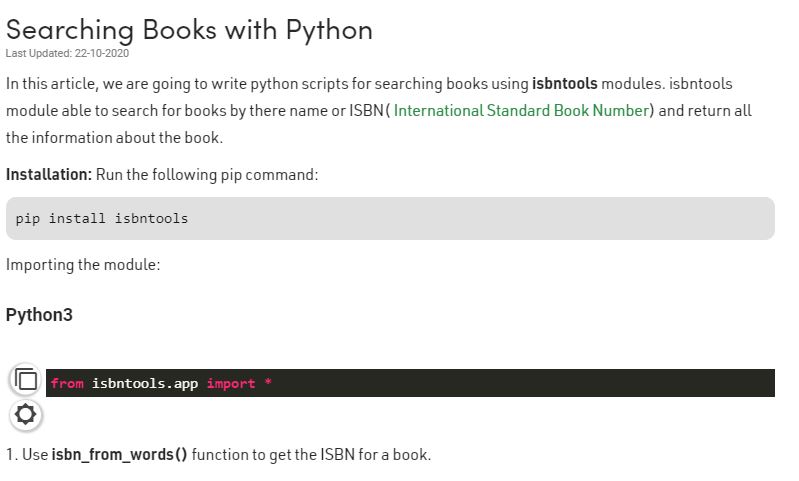 Searching Books with Python
Last Updated: 22-10-2020
In this article, we are going to write python scripts for searching books using isbntools modules. isbntools
module able to search for books by there name or ISBN( International Standard Book Number) and return all
the information about the book.
Installation: Run the following pip command:
pip install isbntools
Importing the module:
Python3
from isbntools.app import *
1. Use isbn_from_words() function to get the ISBN for a book.